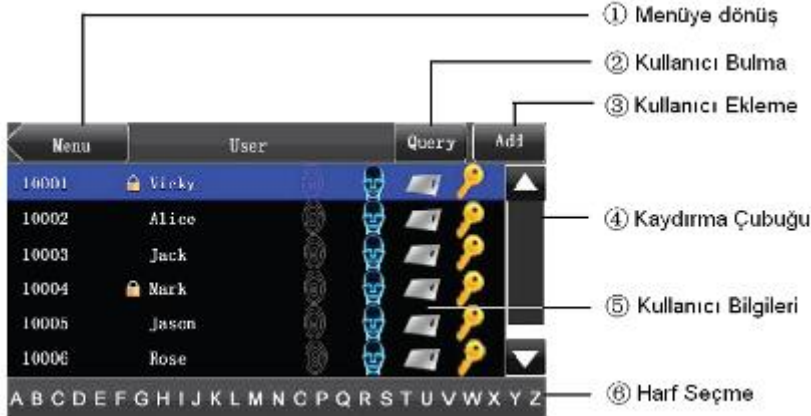 ① Menüye dönüş
② Kullanıcı Bulma
③ Kullanıcı Ekleme
Menu User Query Add
10001 Vicky
10002 Alice
10003 Jack
④ Kaydırma Çubuğu
10004 Mark
⑤ Kullanıcı Bilgileri
10005 Jason
10006 Rose
A B C D E F G H I J K L M N O P Q R S T U V W X Y Z
⑥ Harf Seçme